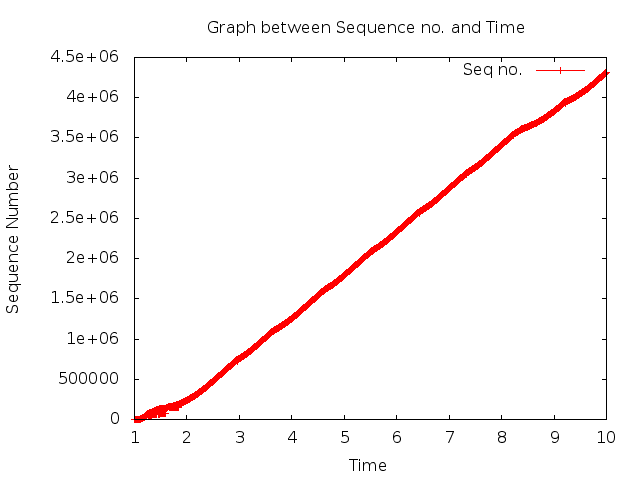 Graph between Sequence no. and Time
4.5e+06
4e+06
3.5e+06
3e+06
2.5e+06
2e+06
1.5e+06
1e+06
500000
0
Sequence Number
Seq no.
1 2 3 4 5 6 7 8 9 10
Time